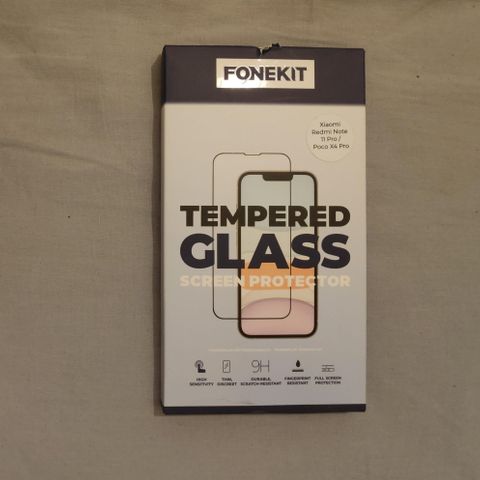 FONEKIT
Xiaomi
Redmi Note
11 Pro /
Poco X4 Pro
TEMPERED
GLASS
SCREEN PROTECTOR
9H
HIGH
SENSITIVITY
THIN,
DISCREET
DURABLE,
SCRATCH-RESISTANT
FINGERPRINT
RESISTANT
FULL SCREEN
PROTECTION